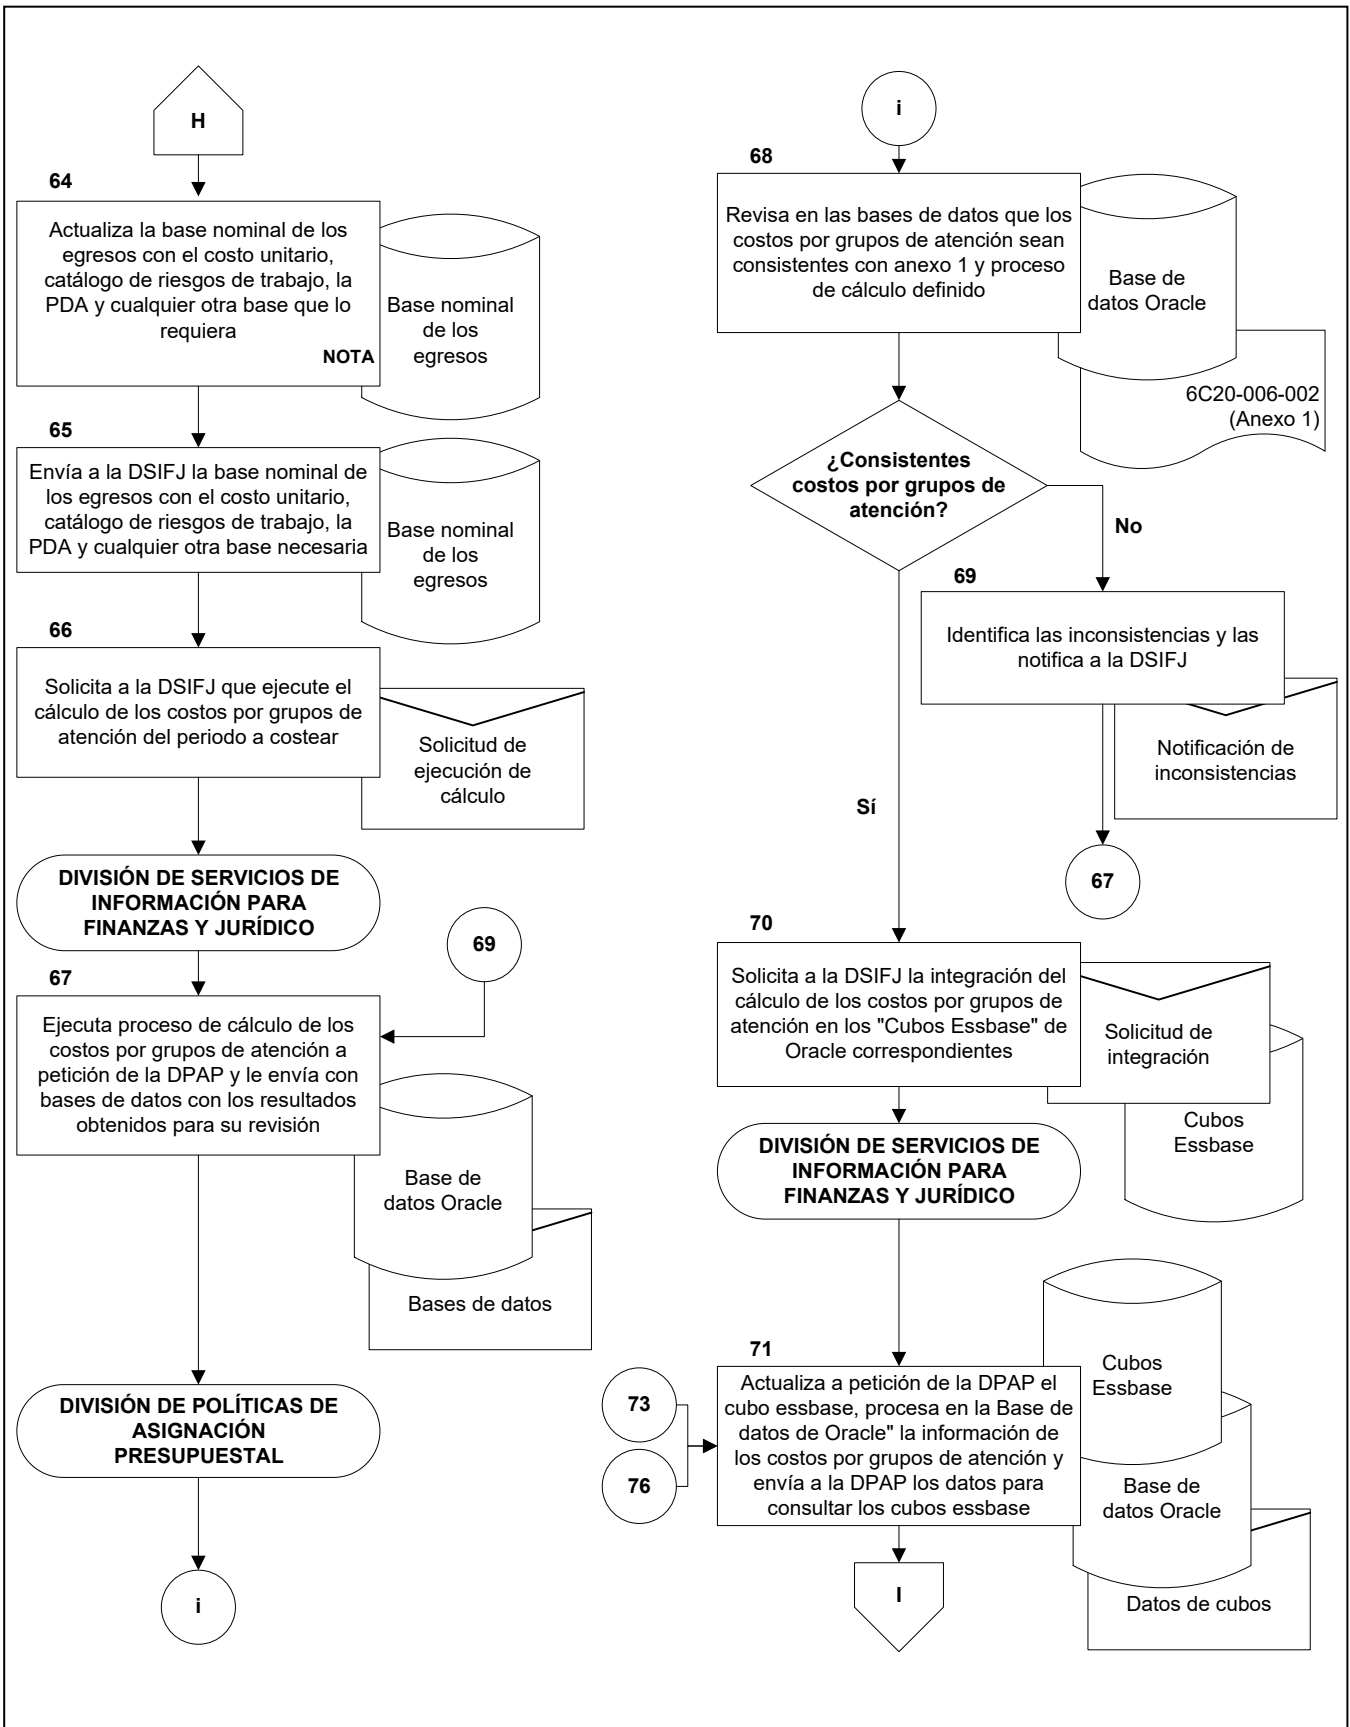 H
64
Actualiza la base nominal de los
egresos con el costo unitario,
catálogo de riesgos de trabajo, la
PDA y cualquier otra base que lo
requiera
NOTA
Base nominal
de los
egresos
65
Envía a la DSIFJ la base nominal de
los egresos con el costo unitario,
catálogo de riesgos de trabajo, la
PDA y cualquier otra base necesaria
Base nominal
de los
egresos
66
Solicita a la DSIFJ que ejecute el
cálculo de los costos por grupos de
atención del periodo a costear
Solicitud de
ejecución de
cálculo
DIVISIÓN DE SERVICIOS DE
INFORMACIÓN PARA
FINANZAS Y JURÍDICO
69
67
Ejecuta proceso de cálculo de los
costos por grupos de atención a
petición de la DPAP y le envía con
bases de datos con los resultados
obtenidos para su revisión
Base de
datos Oracle
Bases de datos
DIVISIÓN DE POLÍTICAS DE
ASIGNACIÓN
PRESUPUESTAL
i
i
68
Revisa en las bases de datos que los
costos por grupos de atención sean
consistentes con anexo 1 y proceso
de cálculo definido
Base de
datos Oracle
6C20-006-002
(Anexo 1)
¿Consistentes
costos por grupos de
atención?
No
69
Identifica las inconsistencias y las
notifica a la DSIFJ
Notificación de
inconsistencias
Sí
67
70
Solicita a la DSIFJ la integración del
cálculo de los costos por grupos de
atención en los "Cubos Essbase" de
Oracle correspondientes
Solicitud de
integración
Cubos
Essbase
DIVISIÓN DE SERVICIOS DE
INFORMACIÓN PARA
FINANZAS Y JURÍDICO
71
73
76
Actualiza a petición de la DPAP el
cubo essbase, procesa en la Base de
datos de Oracle" la información de
los costos por grupos de atención y
envía a la DPAP los datos para
consultar los cubos essbase
Cubos
Essbase
Base de
datos Oracle
Datos de cubos
I